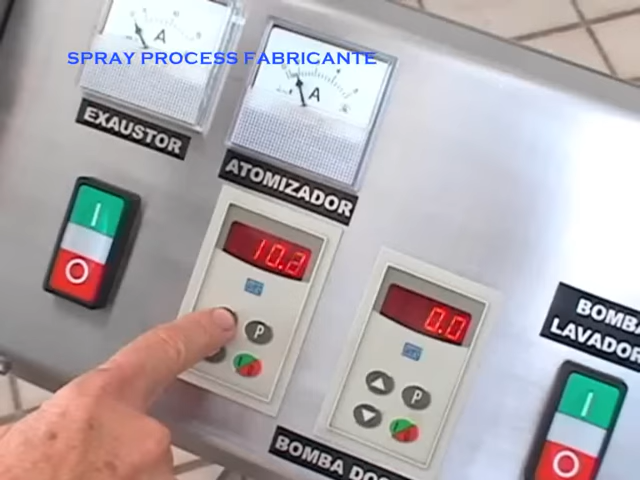 SPRAY PROCESS FABRICANTE
A
A
EXAUSTOR
ATOMIZADOR
I
O
10.2
P
0.0
P
BOMBA
LAVADOR
I
O
BOMBA